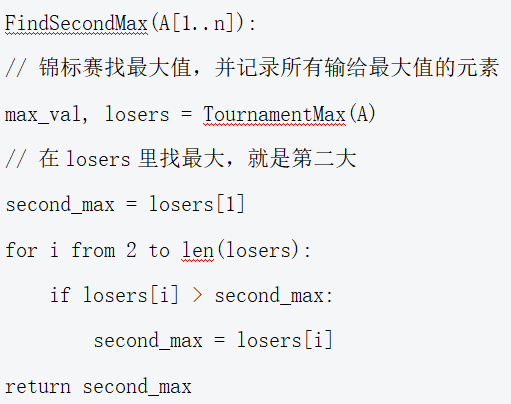 FindSecondMax(A[1..n]):
// 锦标赛找最大值，并记录所有输给最大值的元素
max_val, losers = TournamentMax(A)
// 在 losers 里找最大，就是第二大
second_max = losers[1]
for i from 2 to len(losers):
    if losers[i] > second_max:
        second_max = losers[i]
return second_max